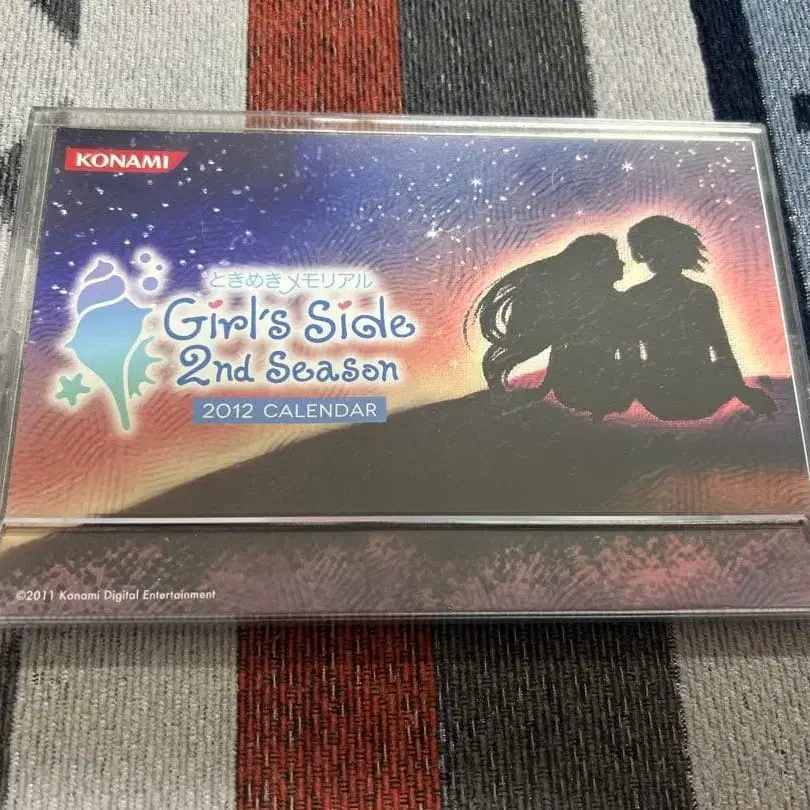 KONAMI
ときめきメモリアル
Girl's Side
2nd Season
2012 CALENDAR
©2011 Konami Digital Entertainment